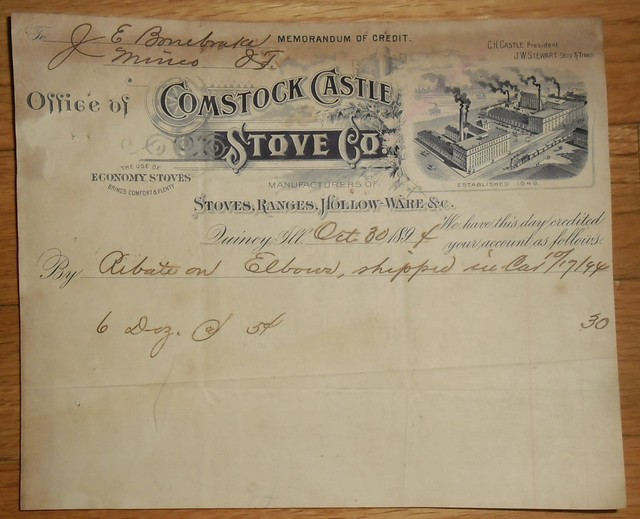 MEMORANDUM OF CREDIT.
To J E Bonebrake
Minco I.T.
C.H. CASTLE President
J.W. STEWART Secy & Treas.
Office of COMSTOCK CASTLE
STOVE CO.
THE USE OF
ECONOMY STOVES
BRINGS COMFORT & PLENTY
MANUFACTURERS OF
ESTABLISHED 1849
STOVES, RANGES, HOLLOW-WARE &C.
Quincy, Ill. Oct 30 1894
We have this day credited
your account as follows:
By Rebate on Elbows, shipped in Car 10/17/94
6 Doz. @ 5¢ 30